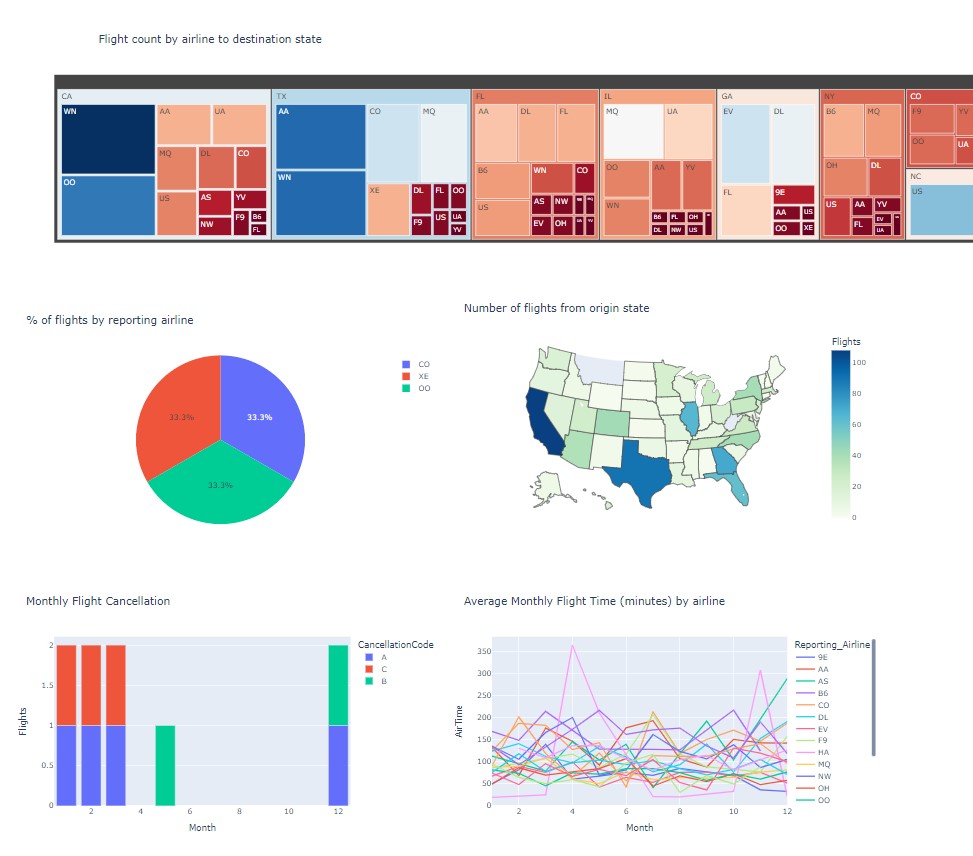 Flight count by airline to destination state
CA
WN
AA
UA
OO
MQ
DL
CO
US
AS
YV
NW
F9
B6
FL
TX
AA
CO
MQ
WN
XE
DL
FL
OO
F9
US
UA
YV
FL
AA
DL
FL
B6
WN
CO
US
AS
NW
EV
OH
IL
MQ
UA
OO
AA
YV
WN
B6
FL
OH
DL
NW
US
GA
EV
DL
FL
9E
AA
US
OO
XE
NY
B6
MQ
OH
DL
US
AA
YV
FL
EV
UA
CO
F9
YV
OO
UA
NC
US
% of flights by reporting airline
33.3%
33.3%
33.3%
CO
XE
OO
Number of flights from origin state
Flights
100
80
60
40
20
0
Monthly Flight Cancellation
2
1.5
1
0.5
0
Flights
2
4
6
8
10
12
Month
CancellationCode
A
C
B
Average Monthly Flight Time (minutes) by airline
350
300
250
200
150
100
50
0
AirTime
2
4
6
8
10
12
Month
Reporting_Airline
9E
AA
AS
B6
CO
DL
EV
F9
HA
MQ
NW
OH
OO